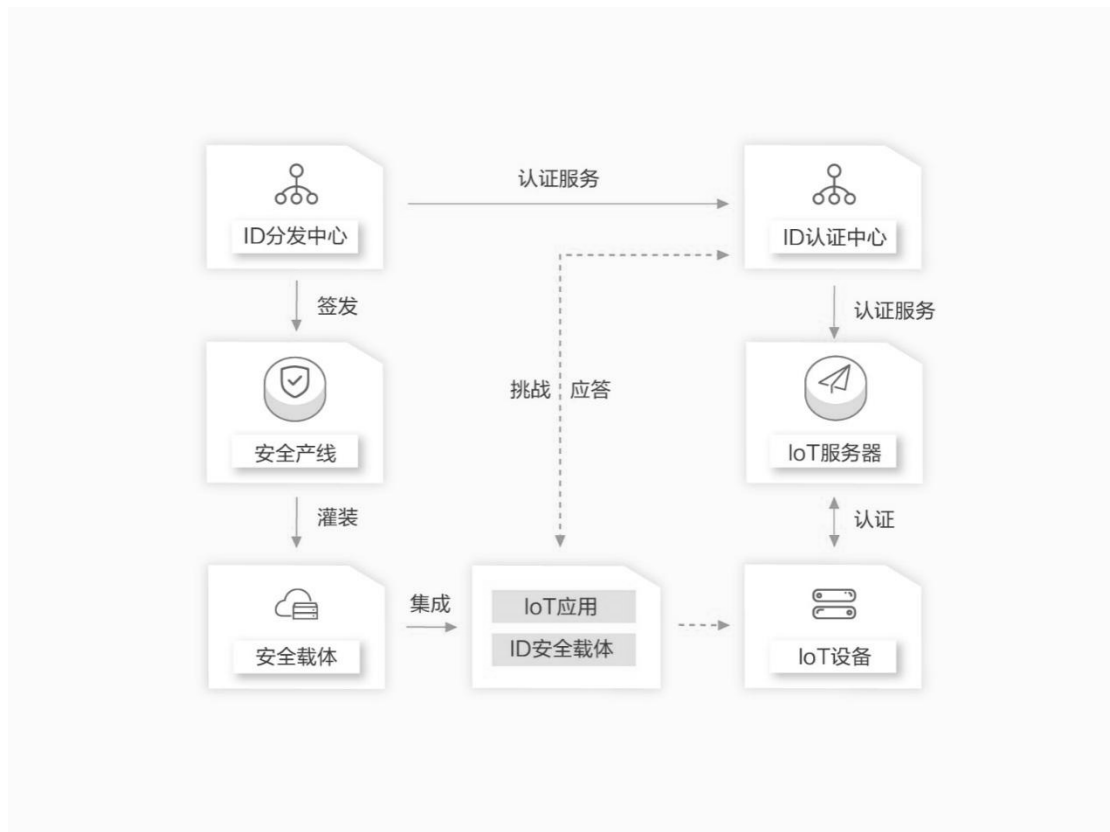 认证服务
ID分发中心
ID认证中心
签发
认证服务
挑战 应答
安全产线
IoT服务器
灌装
认证
集成
IoT应用
ID安全载体
安全载体
IoT设备